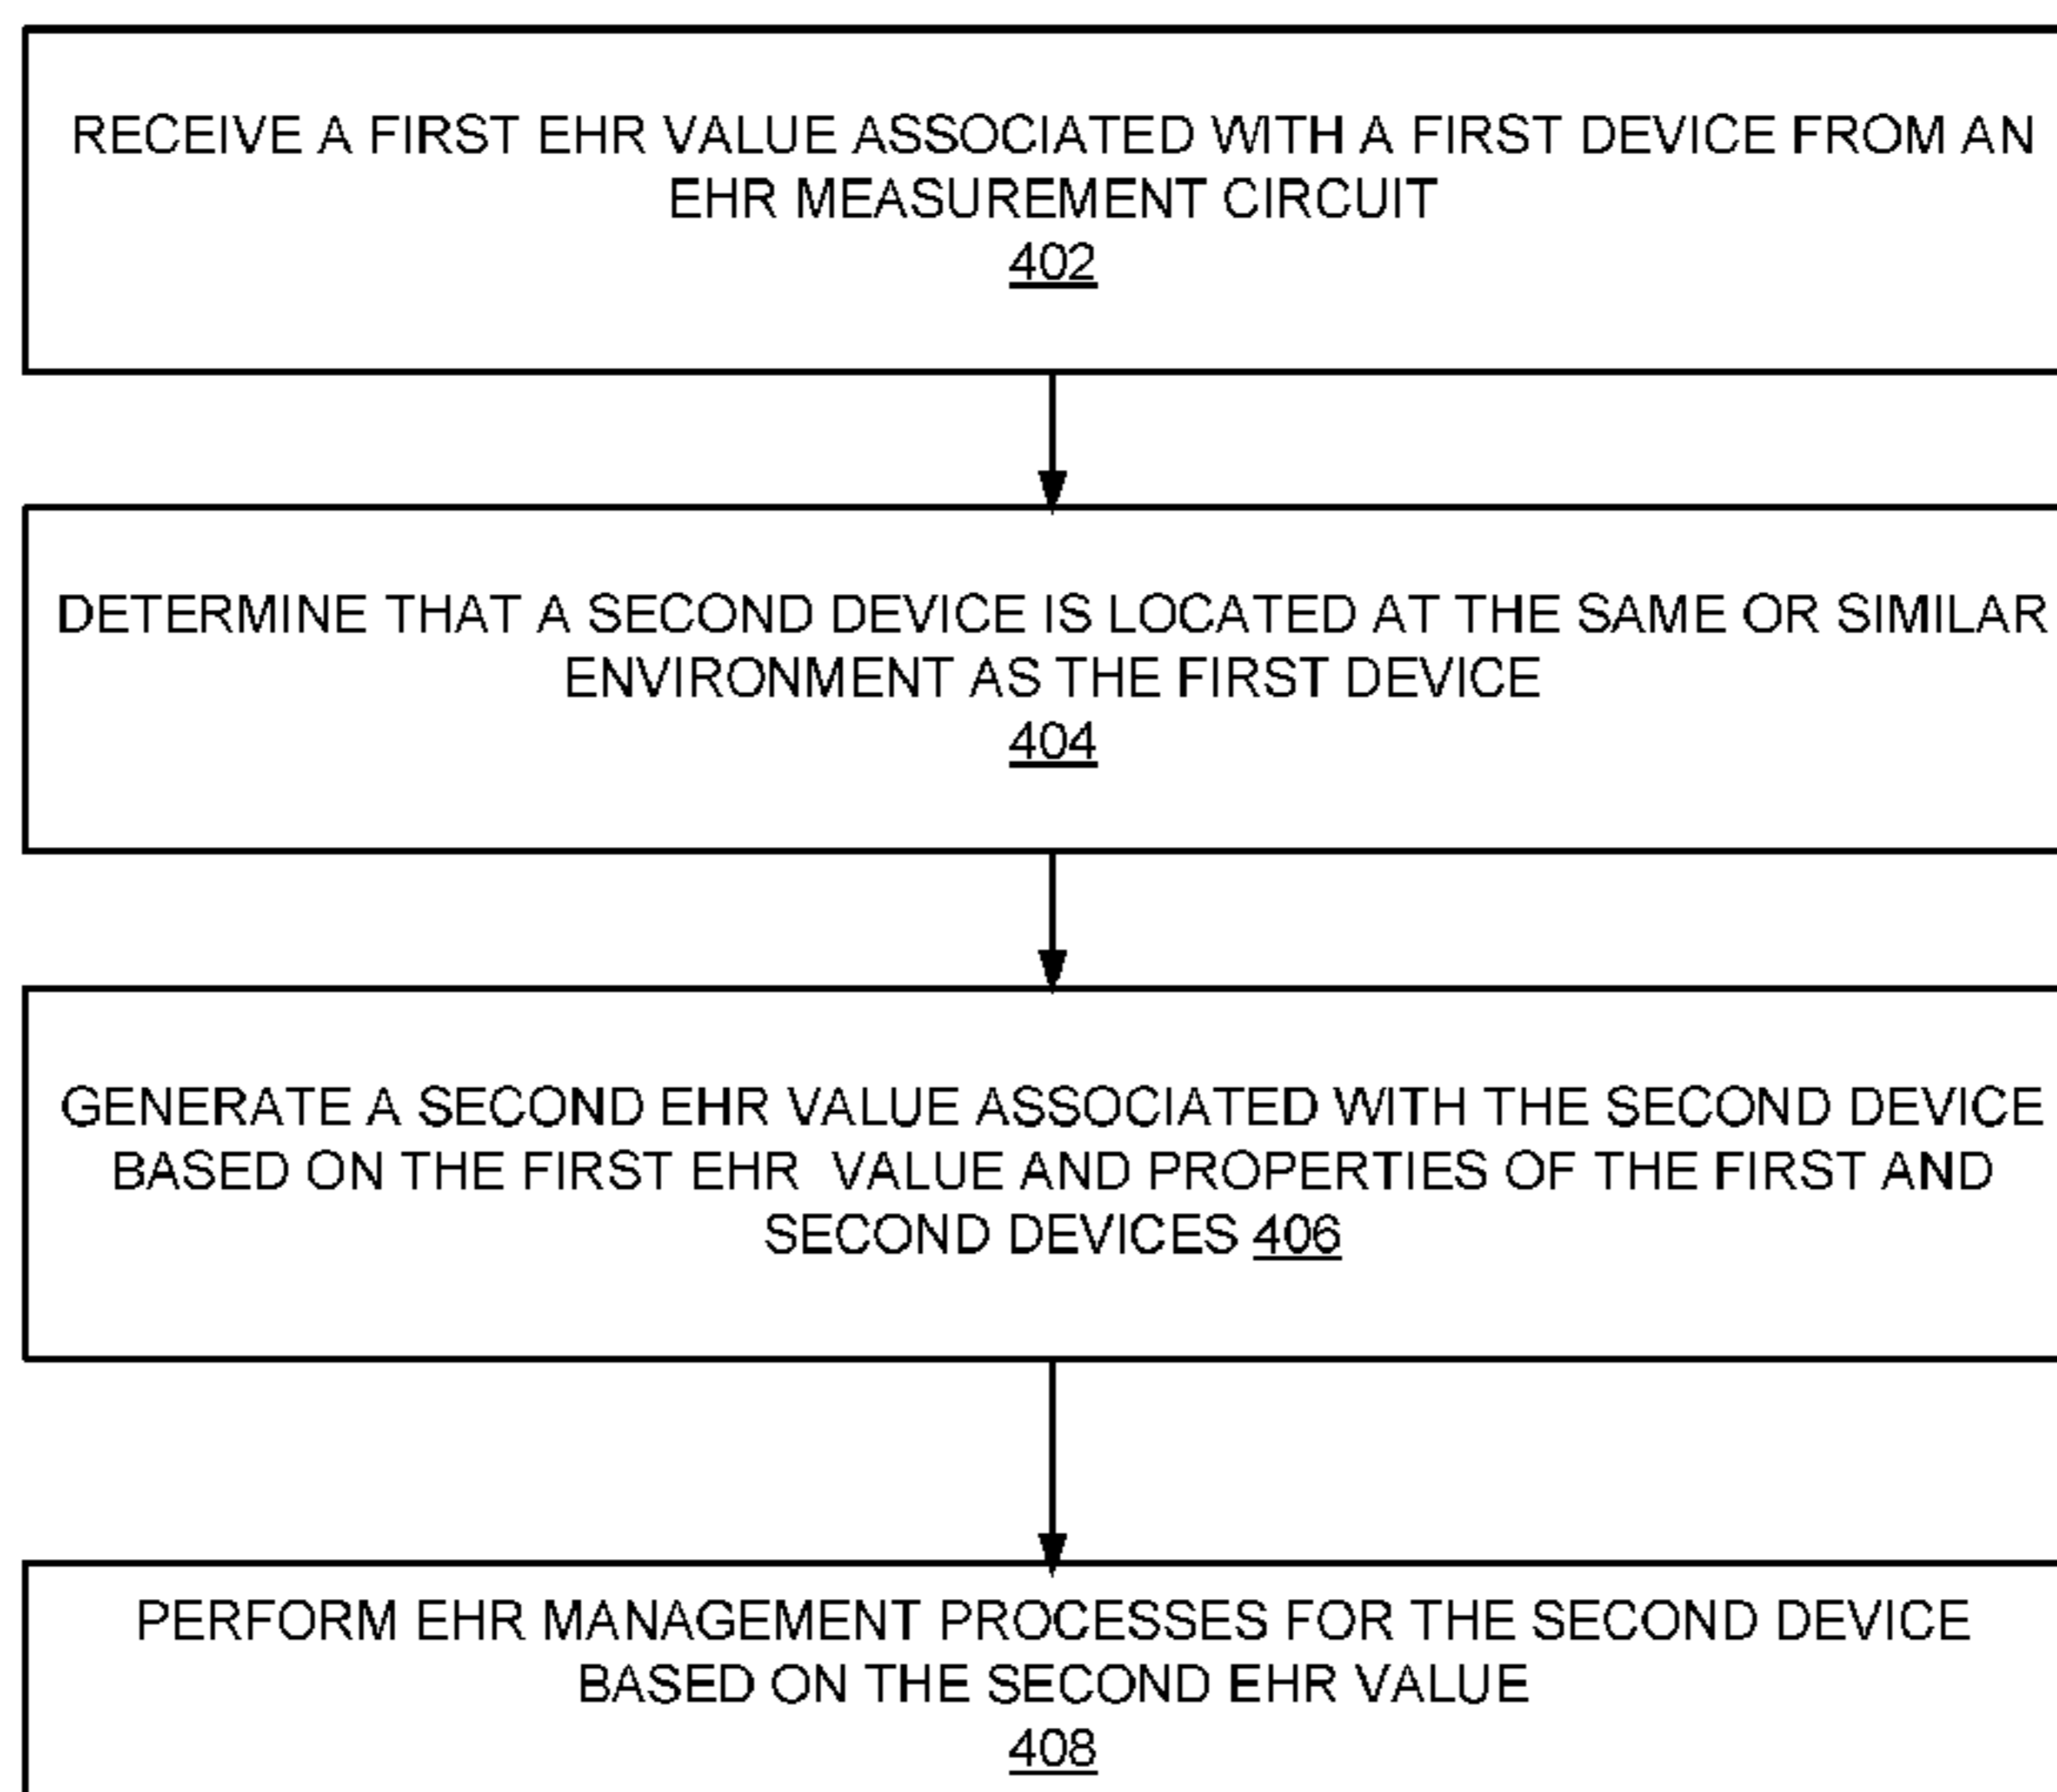 RECEIVE A FIRST EHR VALUE ASSOCIATED WITH A FIRST DEVICE FROM AN
EHR MEASUREMENT CIRCUIT
402
DETERMINE THAT A SECOND DEVICE IS LOCATED AT THE SAME OR SIMILAR
ENVIRONMENT AS THE FIRST DEVICE
404
GENERATE A SECOND EHR VALUE ASSOCIATED WITH THE SECOND DEVICE
BASED ON THE FIRST EHR VALUE AND PROPERTIES OF THE FIRST AND
SECOND DEVICES 406
PERFORM EHR MANAGEMENT PROCESSES FOR THE SECOND DEVICE
BASED ON THE SECOND EHR VALUE
408